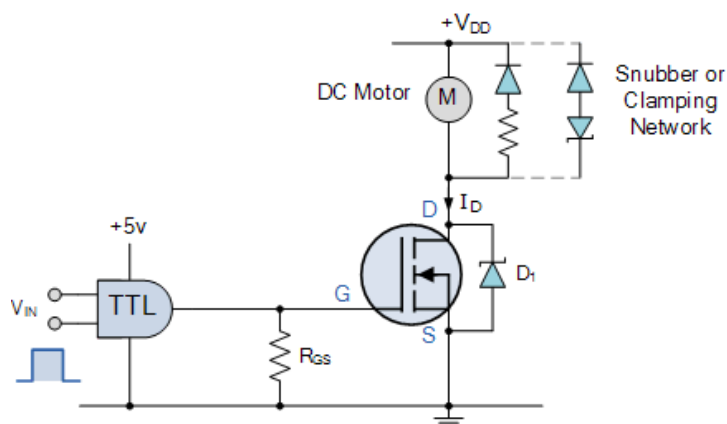 +VDD
DC Motor
M
Snubber or
Clamping
Network
D
ID
+5v
D1
VIN
TTL
G
S
RGS